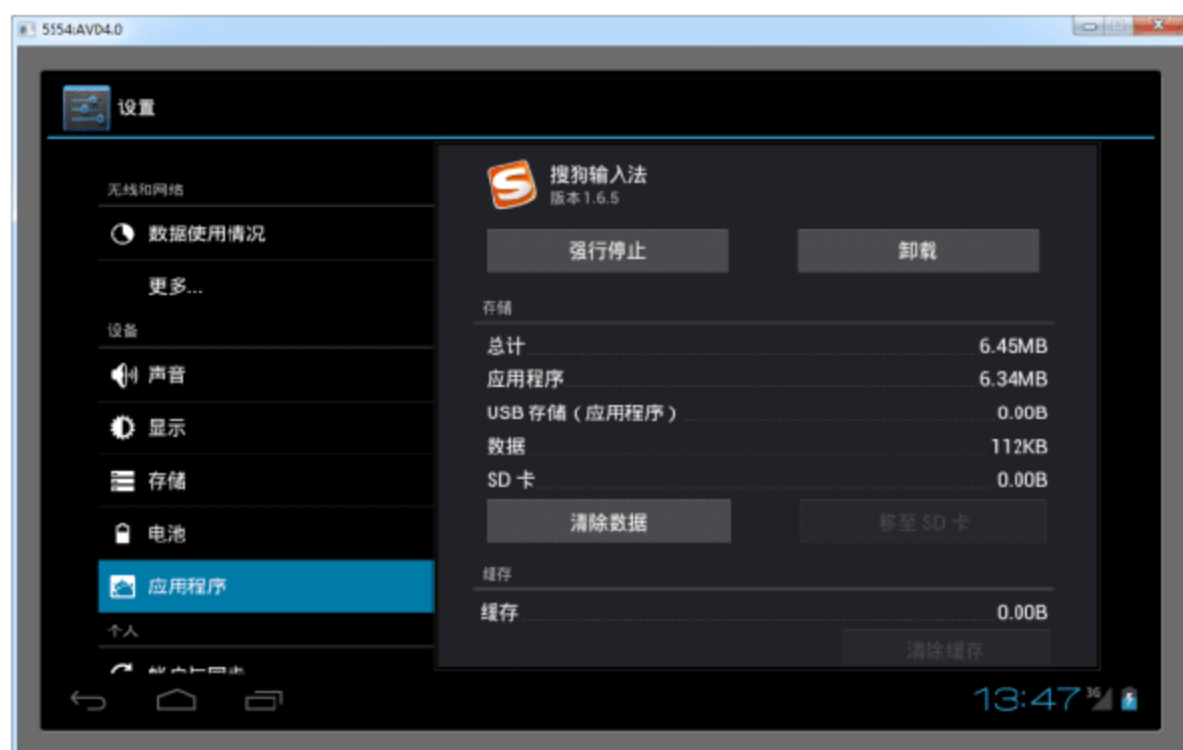 5554:AVD4.0
设置
无线和网络
数据使用情况
更多...
设备
声音
显示
存储
电池
应用程序
个人
搜狗输入法
版本1.6.5
强行停止
卸载
存储
总计 6.45MB
应用程序 6.34MB
USB 存储（应用程序） 0.00B
数据 112KB
SD 卡 0.00B
清除数据
移至 SD 卡
缓存
缓存 0.00B
清除缓存
13:47
3G